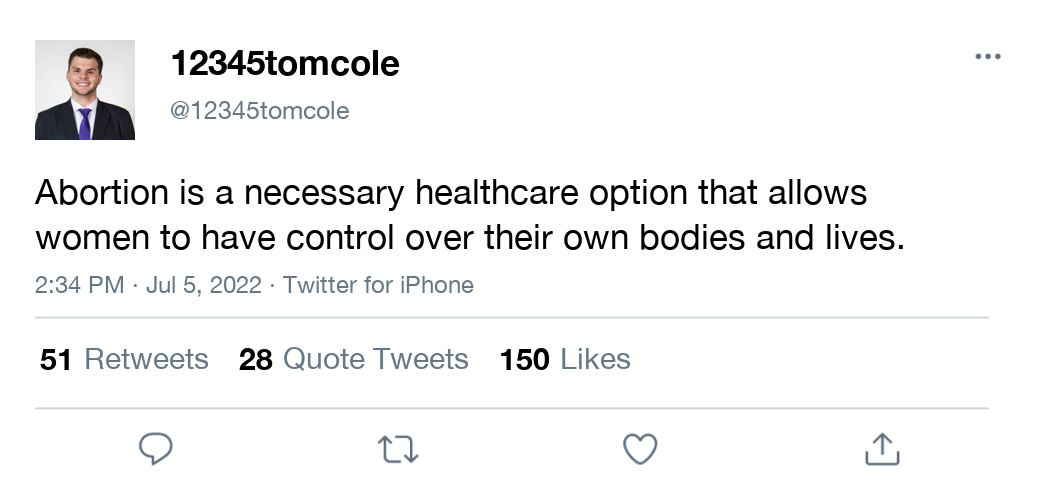 12345tomcole
@12345tomcole
Abortion is a necessary healthcare option that allows
women to have control over their own bodies and lives.
2:34 PM · Jul 5, 2022 · Twitter for iPhone
51 Retweets 28 Quote Tweets 150 Likes